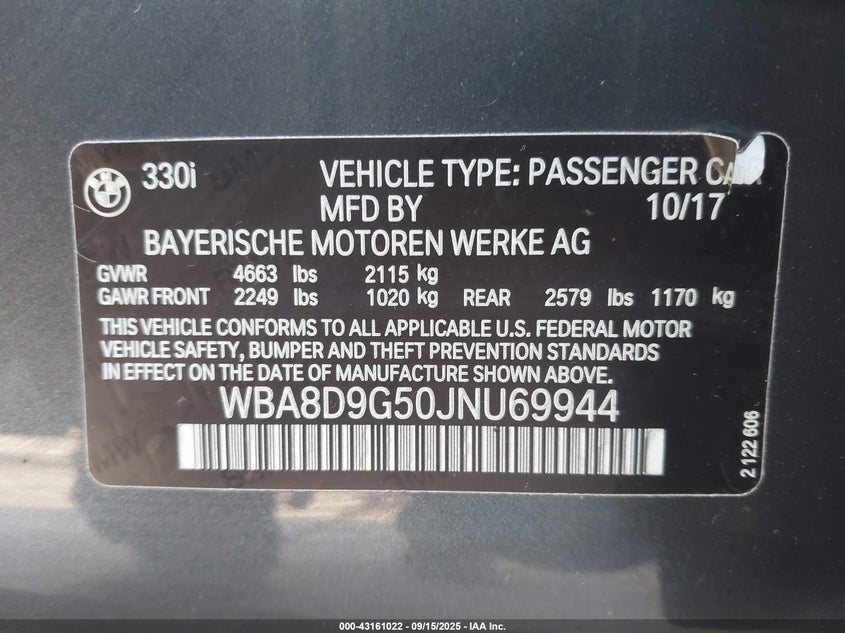 330i VEHICLE TYPE: PASSENGER CAR
MFD BY 10/17
BAYERISCHE MOTOREN WERKE AG
GVWR 4663 lbs 2115 kg
GAWR FRONT 2249 lbs 1020 kg REAR 2579 lbs 1170 kg
THIS VEHICLE CONFORMS TO ALL APPLICABLE U.S. FEDERAL MOTOR
VEHICLE SAFETY, BUMPER AND THEFT PREVENTION STANDARDS
IN EFFECT ON THE DATE OF MANUFACTURE SHOWN ABOVE.
WBA8D9G50JNU69944
2 122 606
000-43161022 - 09/15/2025 - IAA Inc.